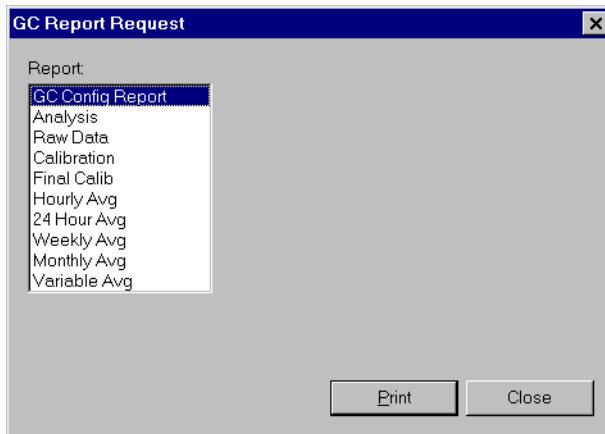 GC Report Request
Report:
GC Config Report
Analysis
Raw Data
Calibration
Final Calib
Hourly Avg
24 Hour Avg
Weekly Avg
Monthly Avg
Variable Avg
Print Close